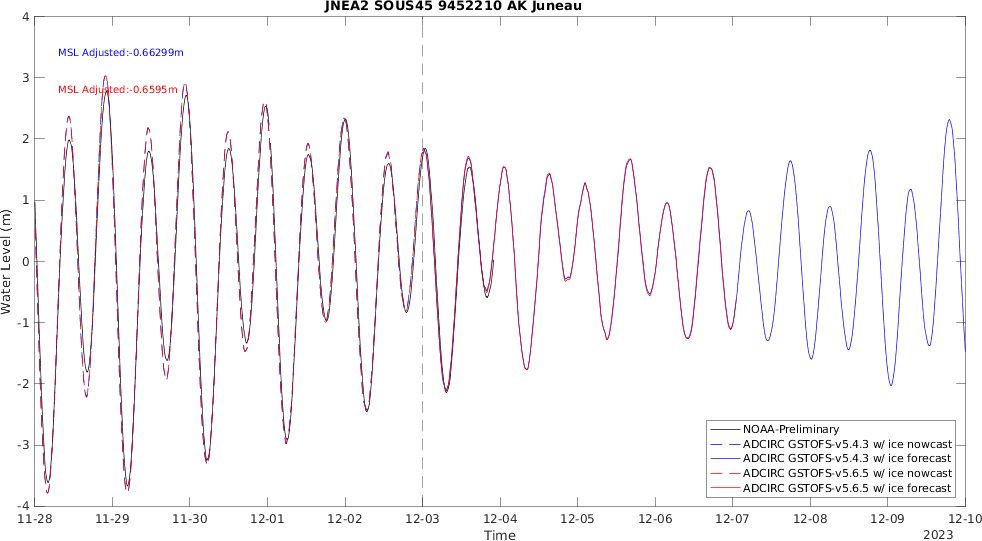 JNEA2 SOUS45 9452210 AK Juneau
MSL Adjusted:-0.66299m
MSL Adjusted:-0.6595m
Water Level (m)
4
3
2
1
0
-1
-2
-3
-4
NOAA-Preliminary
ADCIRC GSTOFS-v5.4.3 w/ ice nowcast
ADCIRC GSTOFS-v5.4.3 w/ ice forecast
ADCIRC GSTOFS-v5.6.5 w/ ice nowcast
ADCIRC GSTOFS-v5.6.5 w/ ice forecast
11-28 11-29 11-30 12-01 12-02 12-03 12-04 12-05 12-06 12-07 12-08 12-09 12-10
Time
2023